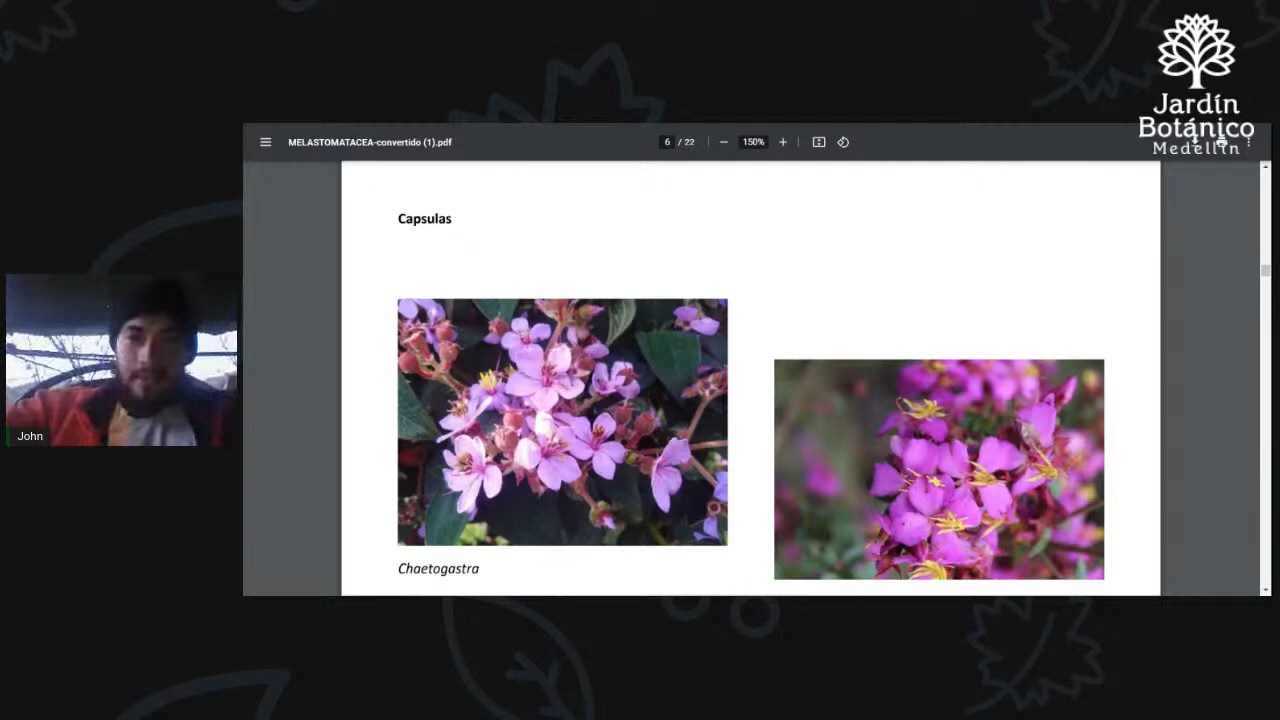 Jardín
Botánico
Medellín
MELASTOMATACEA-convertido (1).pdf
6 / 22
150%
Capsulas
John
Chaetogastra